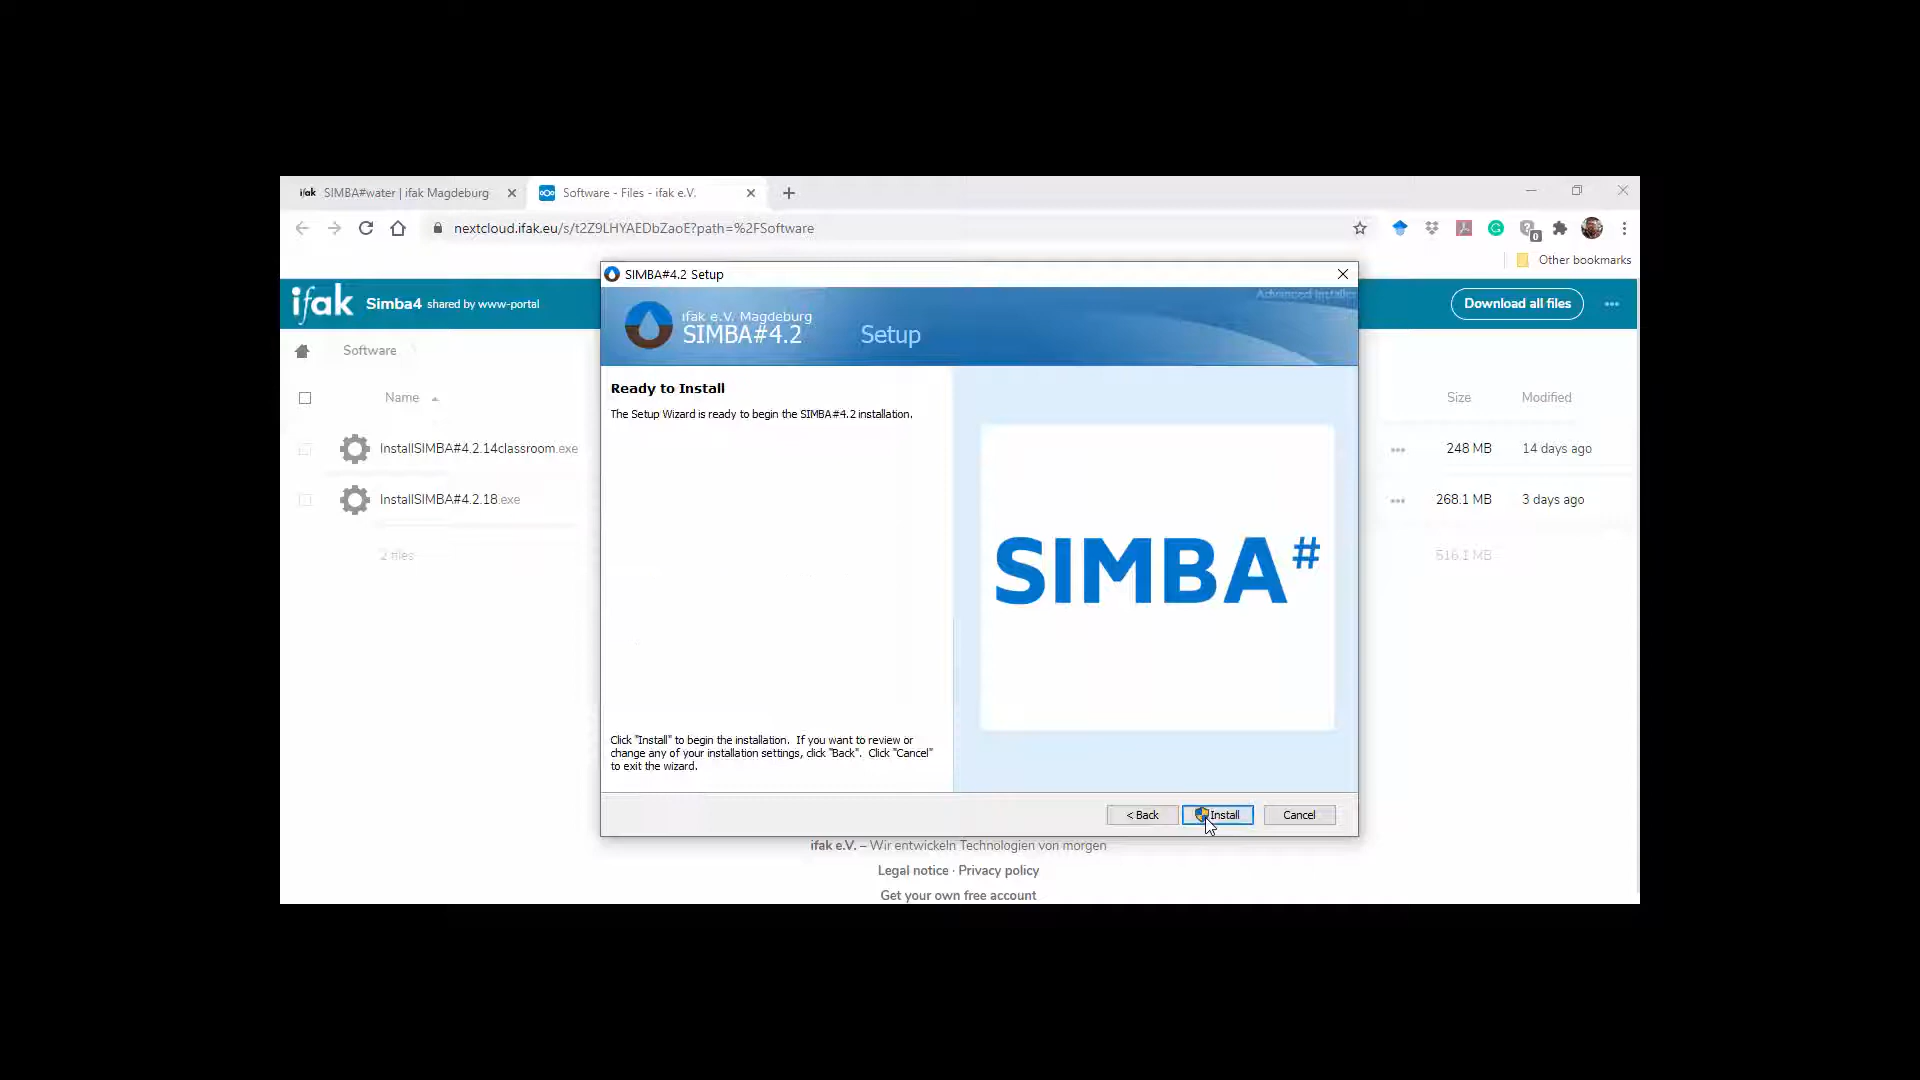 ifak SIMBA#water | ifak Magdeburg Software - Files - ifak e.V.
nextcloud.ifak.eu/s/t2Z9LHYAEDbZaoE?path=%2FSoftware
0
Other bookmarks
SIMBA#4.2 Setup
Advanced Installer
ifak Simba4 shared by www-portal
Download all files
ifak e.V. Magdeburg
SIMBA#4.2 Setup
Software
Ready to Install
The Setup Wizard is ready to begin the SIMBA#4.2 installation.
Name Size Modified
InstallSIMBA#4.2.14classroom.exe 248 MB 14 days ago
InstallSIMBA#4.2.18.exe 268.1 MB 3 days ago
2 files 516.1 MB
SIMBA#
Click "Install" to begin the installation. If you want to review or
change any of your installation settings, click "Back". Click "Cancel"
to exit the wizard.
< Back Install Cancel
ifak e.V. – Wir entwickeln Technologien von morgen
Legal notice · Privacy policy
Get your own free account